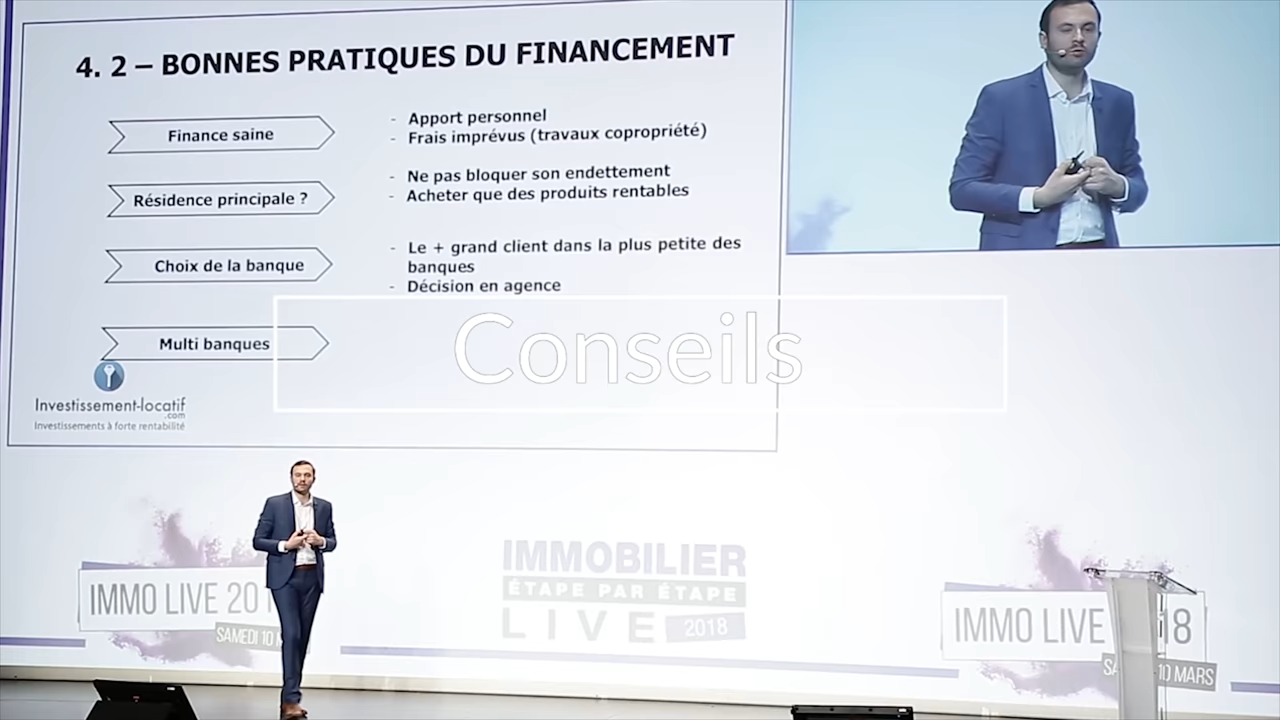 4. 2 – BONNES PRATIQUES DU FINANCEMENT
Finance saine
- Apport personnel
- Frais imprévus (travaux copropriété)
Résidence principale ?
- Ne pas bloquer son endettement
- Acheter que des produits rentables
Choix de la banque
- Le + grand client dans la plus petite des
banques
- Décision en agence
Multi banques
Conseils
Investissement-locatif
.com
Investissements à forte rentabilité
IMMOBILIER
ÉTAPE PAR ÉTAPE
LIVE 2018
IMMO LIVE 201
SAMEDI 10 M
IMMO LIVE 18
SA 10 MARS